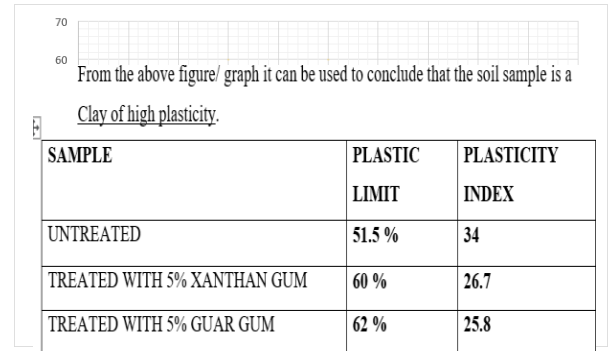 70
60
From the above figure/ graph it can be used to conclude that the soil sample is a
Clay of high plasticity.
SAMPLE PLASTIC LIMIT PLASTICITY INDEX
UNTREATED 51.5 % 34
TREATED WITH 5% XANTHAN GUM 60 % 26.7
TREATED WITH 5% GUAR GUM 62 % 25.8